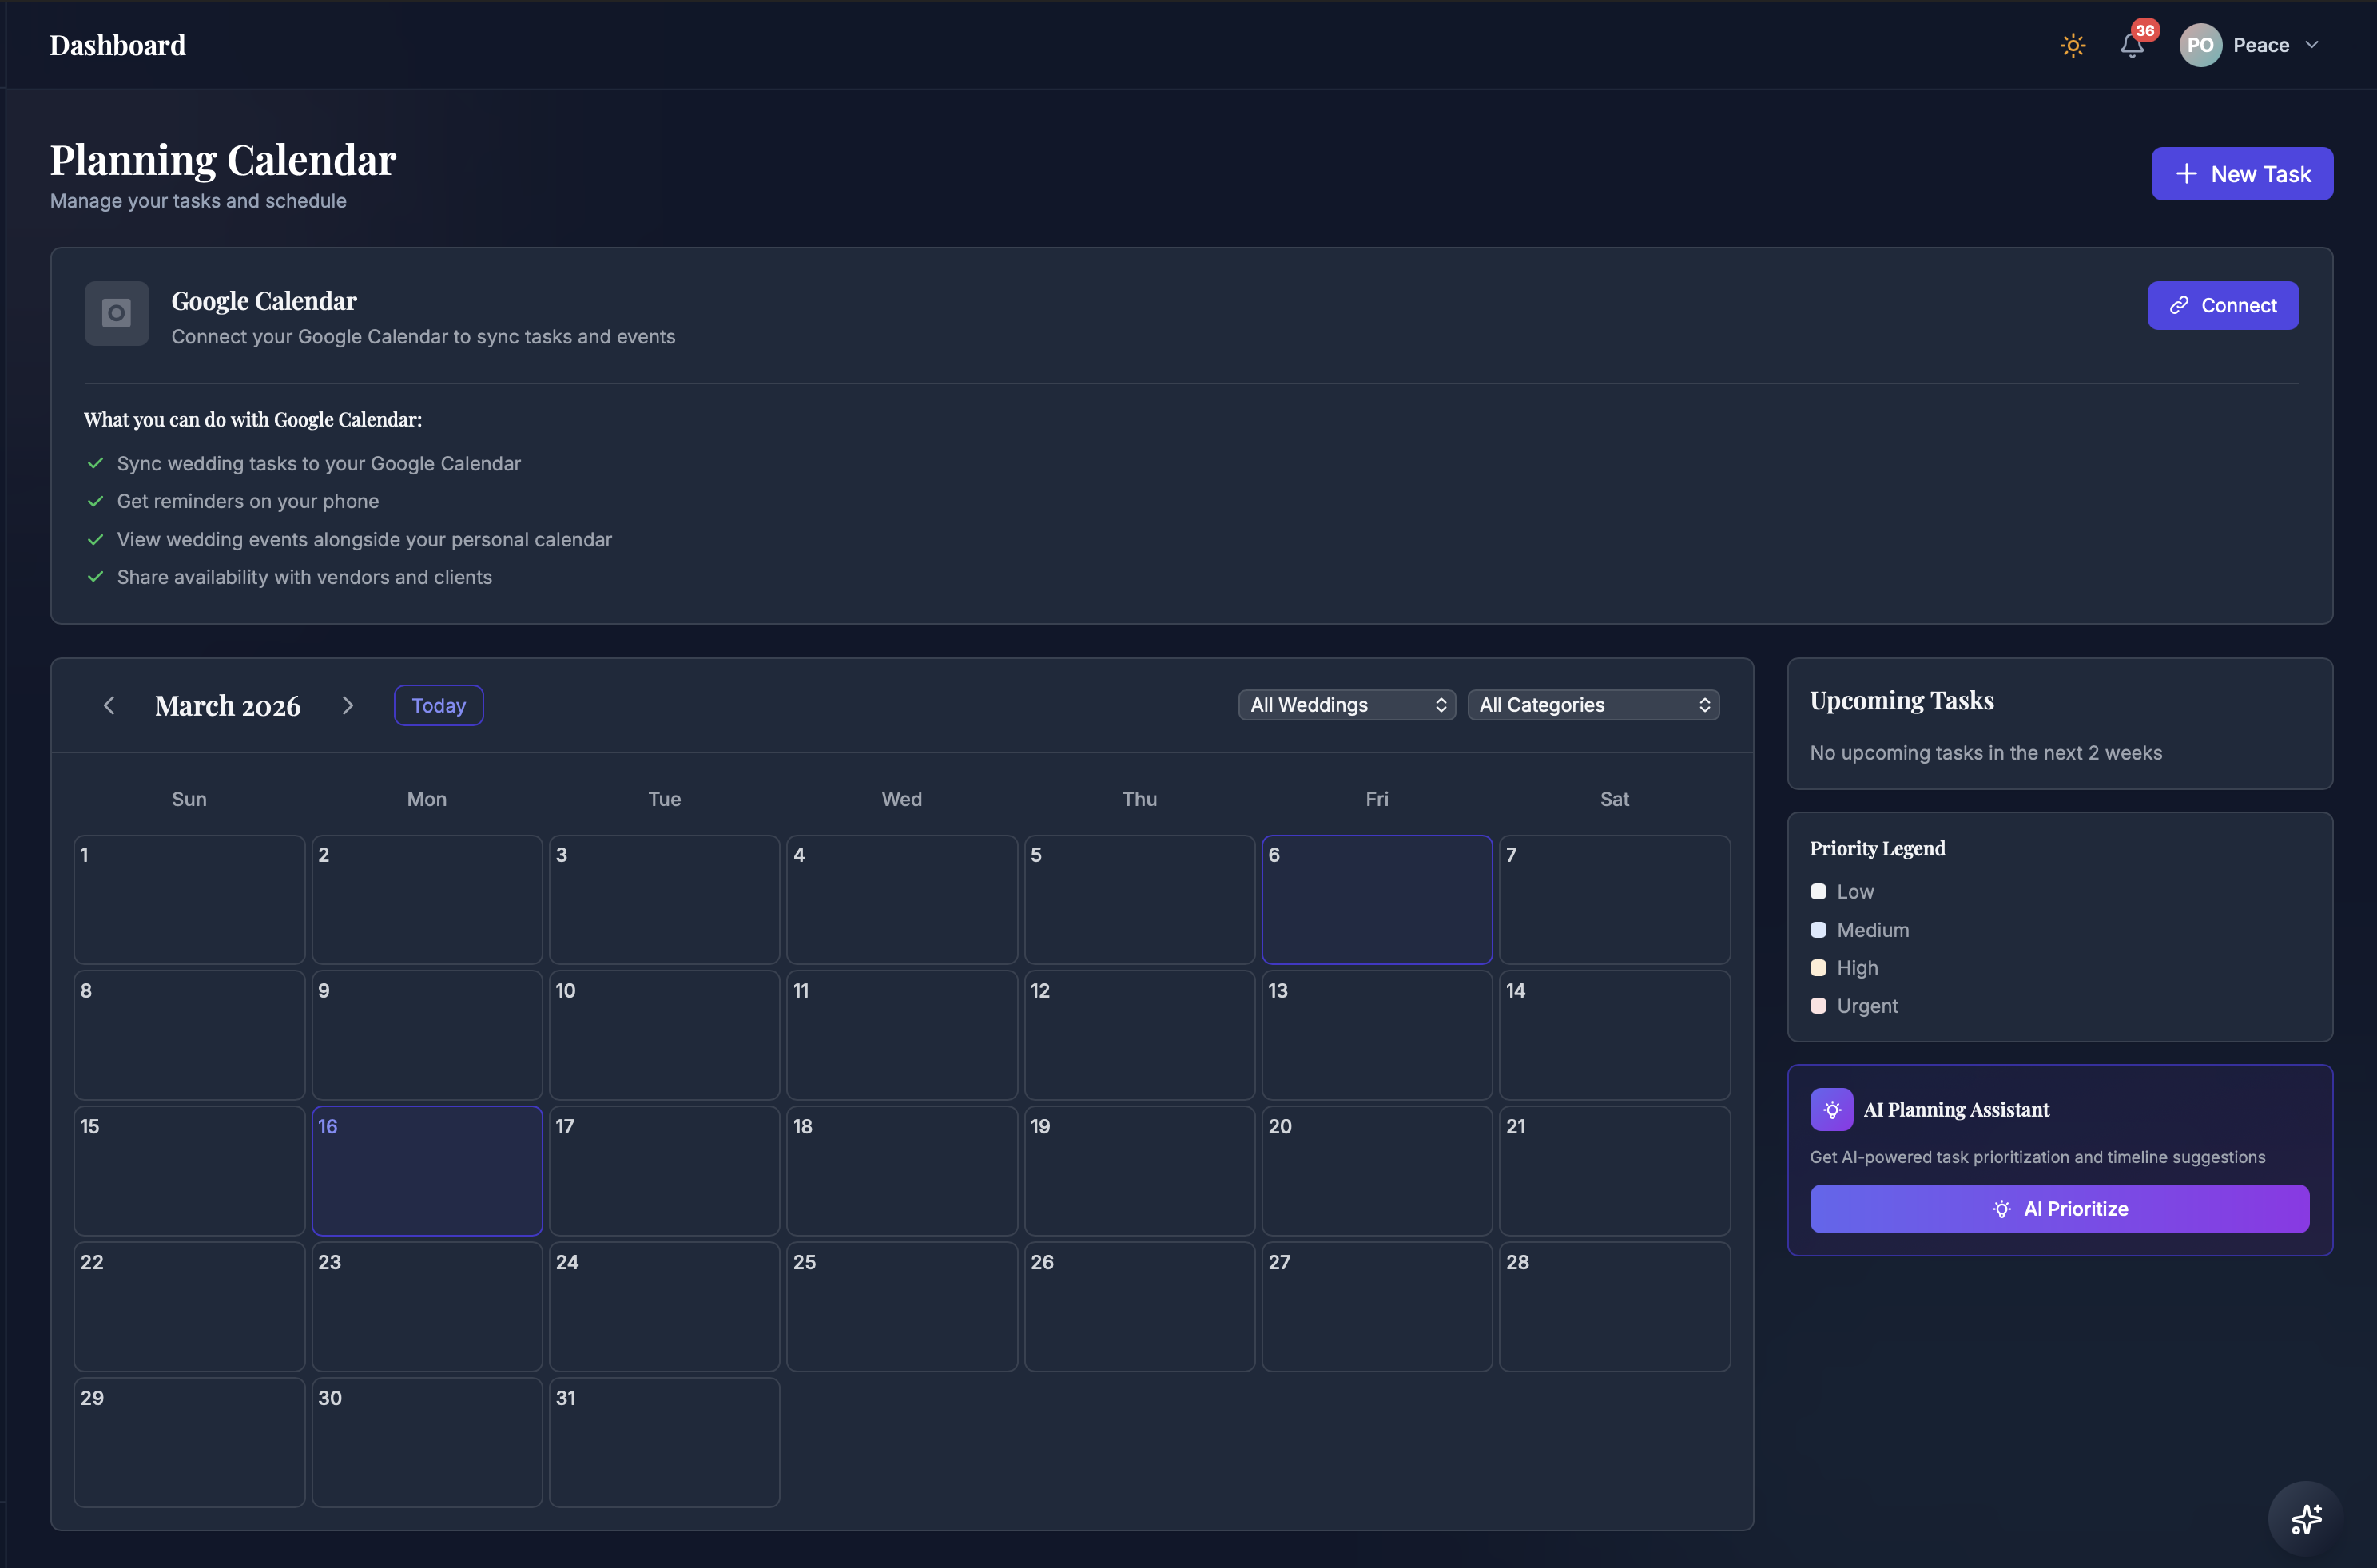 Dashboard
36
PO
Peace
Planning Calendar
Manage your tasks and schedule
New Task
Google Calendar
Connect your Google Calendar to sync tasks and events
Connect
What you can do with Google Calendar:
Sync wedding tasks to your Google Calendar
Get reminders on your phone
View wedding events alongside your personal calendar
Share availability with vendors and clients
March 2026
Today
All Weddings
All Categories
Sun Mon Tue Wed Thu Fri Sat
1 2 3 4 5 6 7
8 9 10 11 12 13 14
15 16 17 18 19 20 21
22 23 24 25 26 27 28
29 30 31
Upcoming Tasks
No upcoming tasks in the next 2 weeks
Priority Legend
Low
Medium
High
Urgent
AI Planning Assistant
Get AI-powered task prioritization and timeline suggestions
AI Prioritize